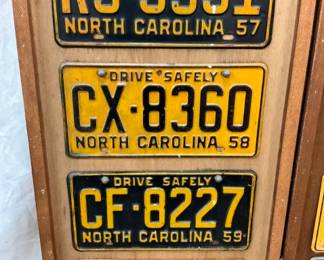 NORTH CAROLINA 57
DRIVE SAFELY
CX-8360
NORTH CAROLINA 58
DRIVE SAFELY
CF-8227
NORTH CAROLINA 59